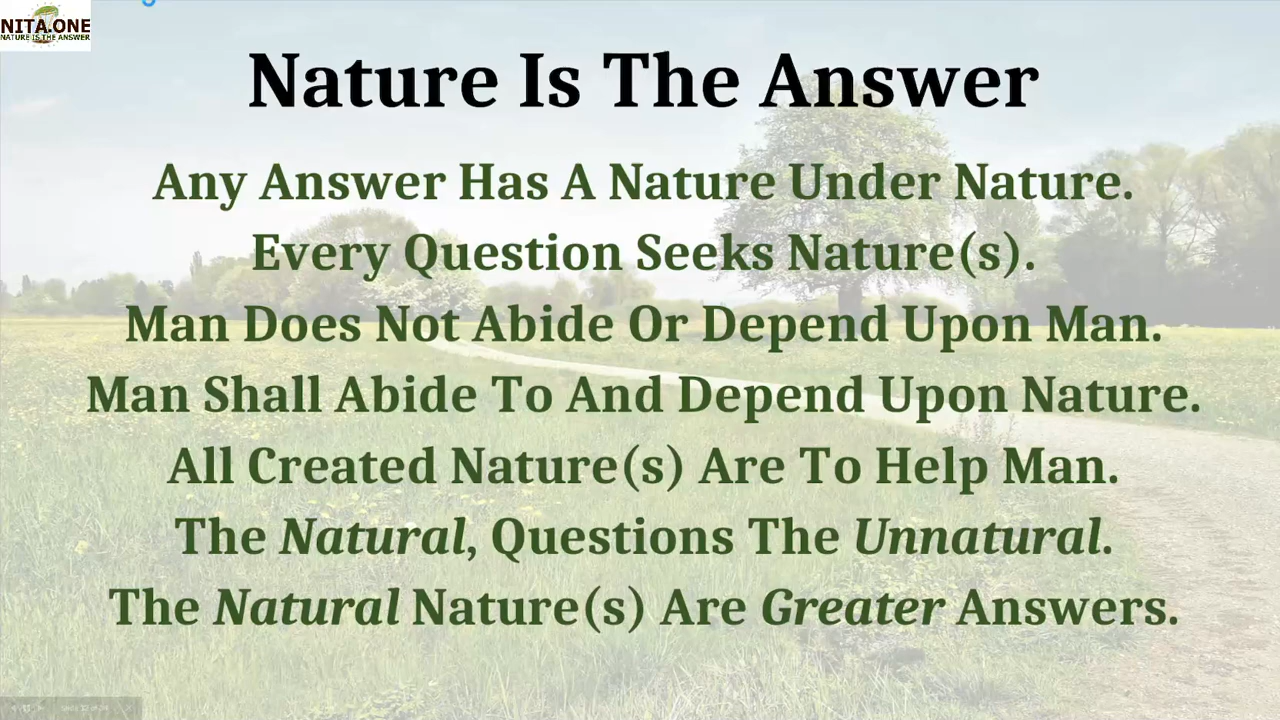 NITA.ONE
NATURE IS THE ANSWER
Nature Is The Answer
Any Answer Has A Nature Under Nature.
Every Question Seeks Nature(s).
Man Does Not Abide Or Depend Upon Man.
Man Shall Abide To And Depend Upon Nature.
All Created Nature(s) Are To Help Man.
The Natural, Questions The Unnatural.
The Natural Nature(s) Are Greater Answers.